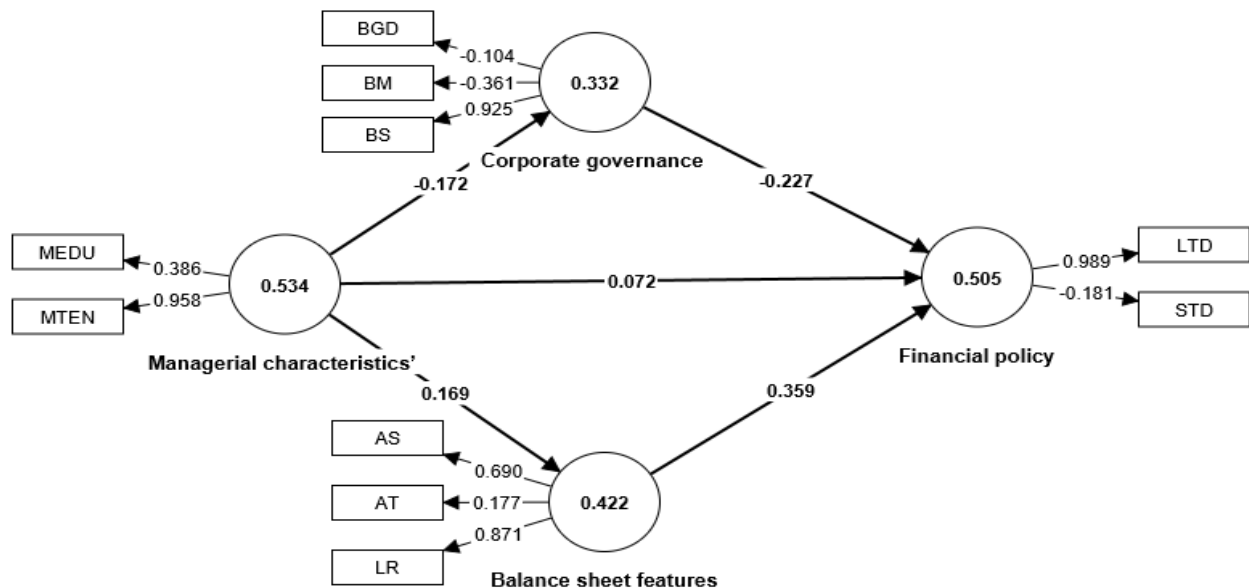 BGD
-0.104
BM
-0.361
0.332
BS
0.925
Corporate governance
-0.172
-0.227
MEDU
0.386
LTD
0.989
0.534
0.072
0.505
MTEN
0.958
-0.181
STD
Managerial characteristics’
Financial policy
0.169
0.359
AS
0.690
AT
0.177
0.422
LR
0.871
Balance sheet features